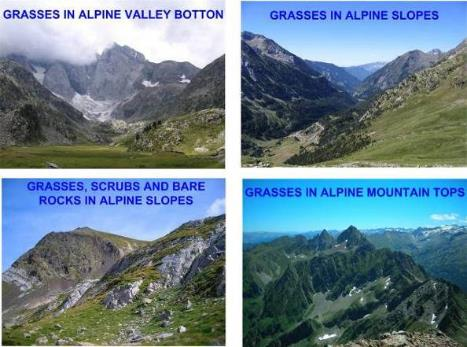 GRASSES IN ALPINE VALLEY BOTTON
GRASSES IN ALPINE SLOPES
GRASSES, SCRUBS AND BARE
ROCKS IN ALPINE SLOPES
GRASSES IN ALPINE MOUNTAIN TOPS